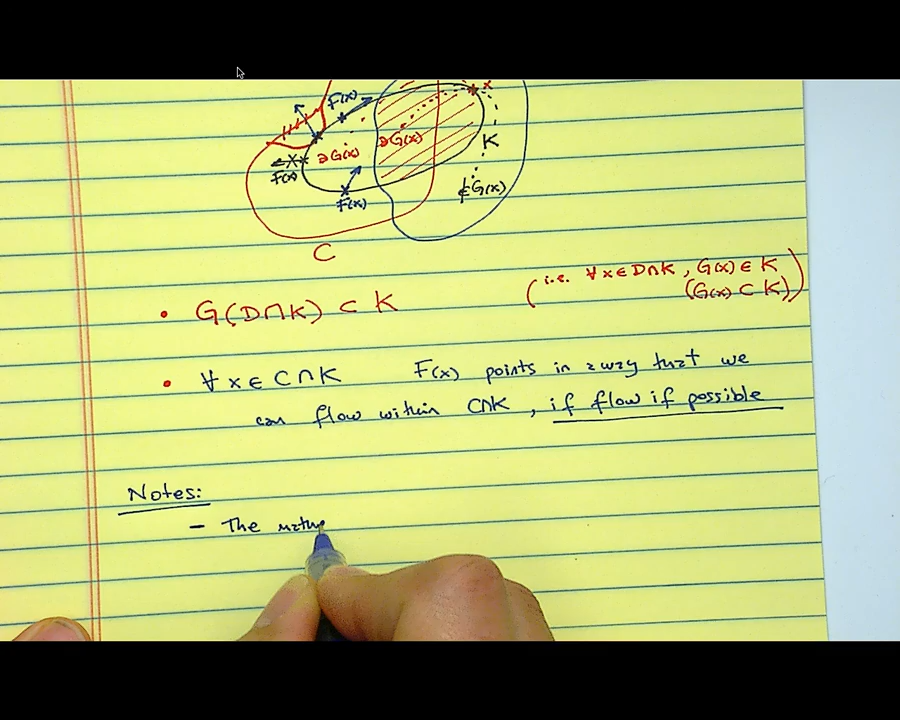 F(x)
x
∂G(x)
∂G(x)
K
F(x)
F(x)
∉G(x)
C
• G(D∩K) ⊂ K (i.e. ∀x∈D∩K, G(x)∈K
(G(x)⊂K))
• ∀x∈C∩K F(x) points in a way that we
can flow within C∩K, if flow if possible
Notes:
- The